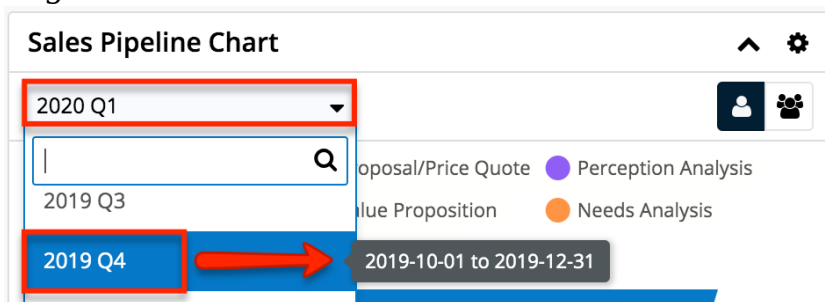 Sales Pipeline Chart
2020 Q1
oposal/Price Quote
Perception Analysis
2019 Q3
lue Proposition
Needs Analysis
2019 Q4
2019-10-01 to 2019-12-31